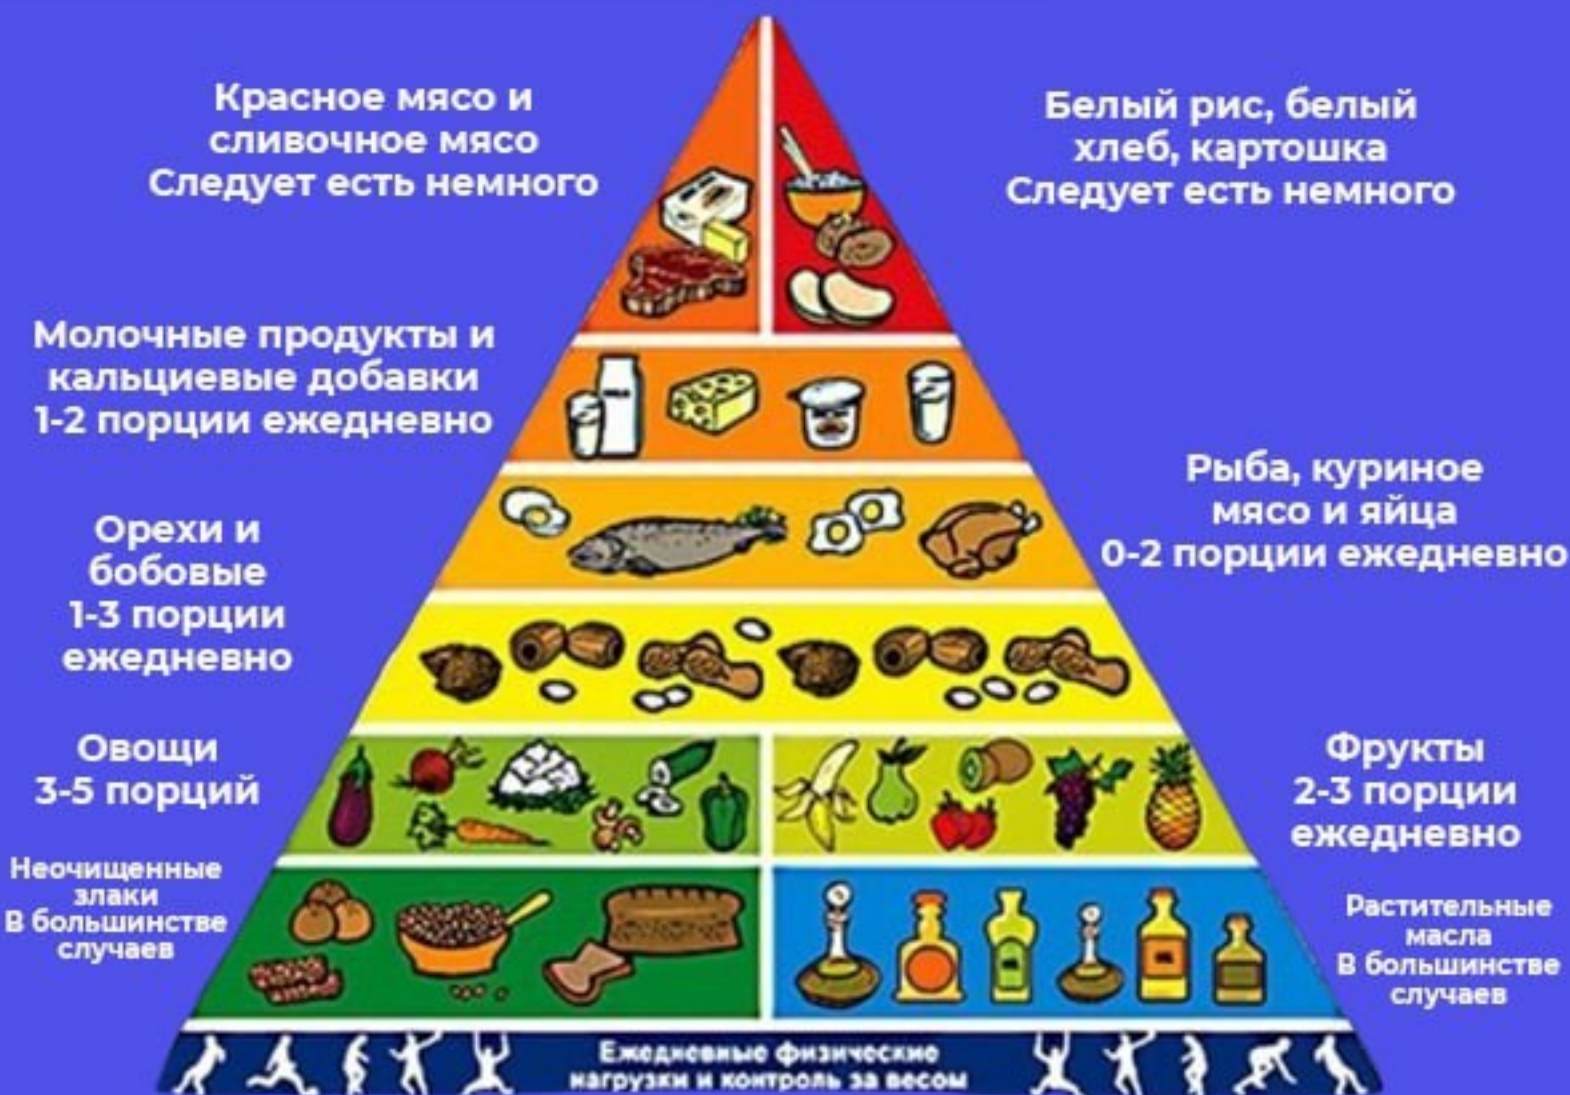 Красное мясо и
сливочное мясо
Следует есть немного
Белый рис, белый
хлеб, картошка
Следует есть немного
Молочные продукты и
кальциевые добавки
1-2 порции ежедневно
Рыба, куриное
мясо и яйца
0-2 порции ежедневно
Орехи и
бобовые
1-3 порции
ежедневно
Овощи
3-5 порций
Фрукты
2-3 порции
ежедневно
Неочищенные
злаки
В большинстве
случаев
Растительные
масла
В большинстве
случаев
Ежедневные физические
нагрузки и контроль за весом